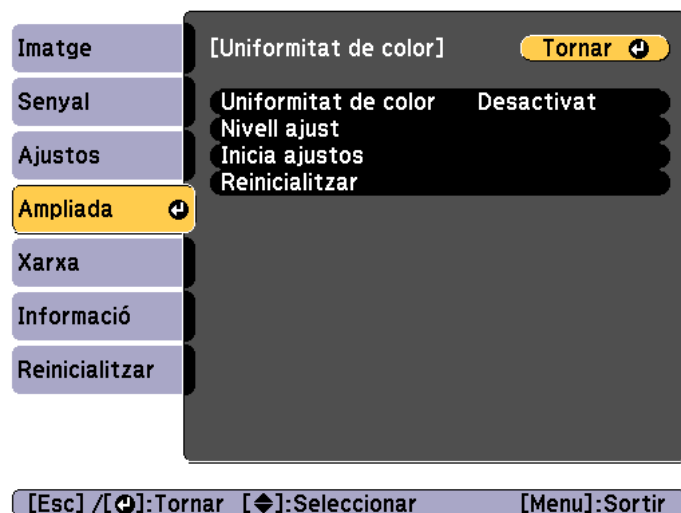 Imatge
Senyal
Ajustos
Ampliada
Xarxa
Informació
Reinicialitzar
[Uniformitat de color] Tornar
Uniformitat de color Desactivat
Nivell ajust
Inicia ajustos
Reinicialitzar
[Esc] /[⏎]:Tornar [◆]:Seleccionar [Menu]:Sortir